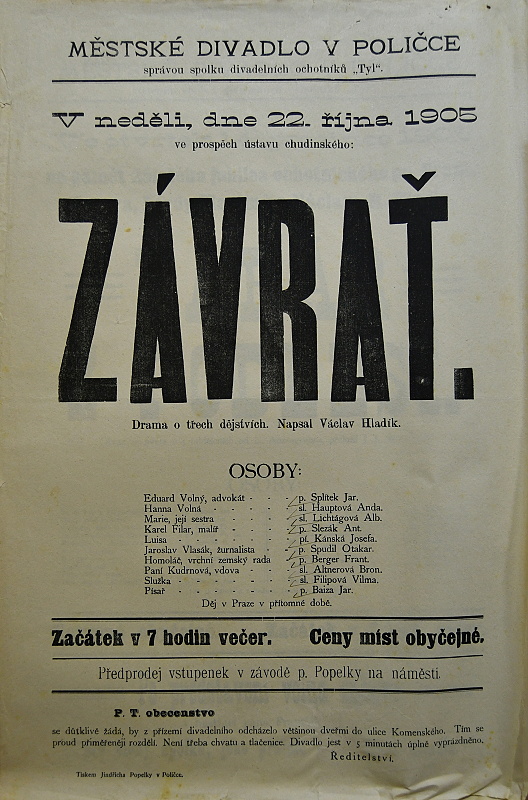 MĚSTSKÉ DIVADLO V POLIČCE
správou spolku divadelních ochotníků „Tyl“.
V neděli, dne 22. října 1905
ve prospěch ústavu chudinského:
ZÁVRAŤ.
Drama o třech dějstvích. Napsal Václav Hladík.
OSOBY:
Eduard Volný, advokát - - - p. Splítek Jar.
Hanna Volná - - - - - sl. Hauptová Anda.
Marie, její sestra - - - - sl. Lichtágová Alb.
Karel Filar, malíř - - - - p. Slezák Ant.
Luisa - - - - - - pí. Kánská Josefa.
Jaroslav Vlasák, žurnalista - - p. Spudil Otakar.
Homoláč, vrchní zemský rada - p. Berger Frant.
Paní Kudrnová, vdova - - - sl. Altnerová Bron.
Služka - - - - - - sl. Filipová Vilma.
Písař - - - - - - p. Baiza Jar.
Děj v Praze v přítomné době.
Začátek v 7 hodin večer. Ceny míst obyčejné.
Předprodej vstupenek v závodě p. Popelky na náměstí.
P. T. obecenstvo
se důtklivě žádá, by z přízemí divadelního odcházelo většinou dveřmi do ulice Komenského. Tím se
proud přiměřeněji rozdělí. Není třeba chvatu a tlačenice. Divadlo jest v 5 minutách úplně vyprázdněno.
Ředitelství.
Tiskem Jindřicha Popelky v Poličce.